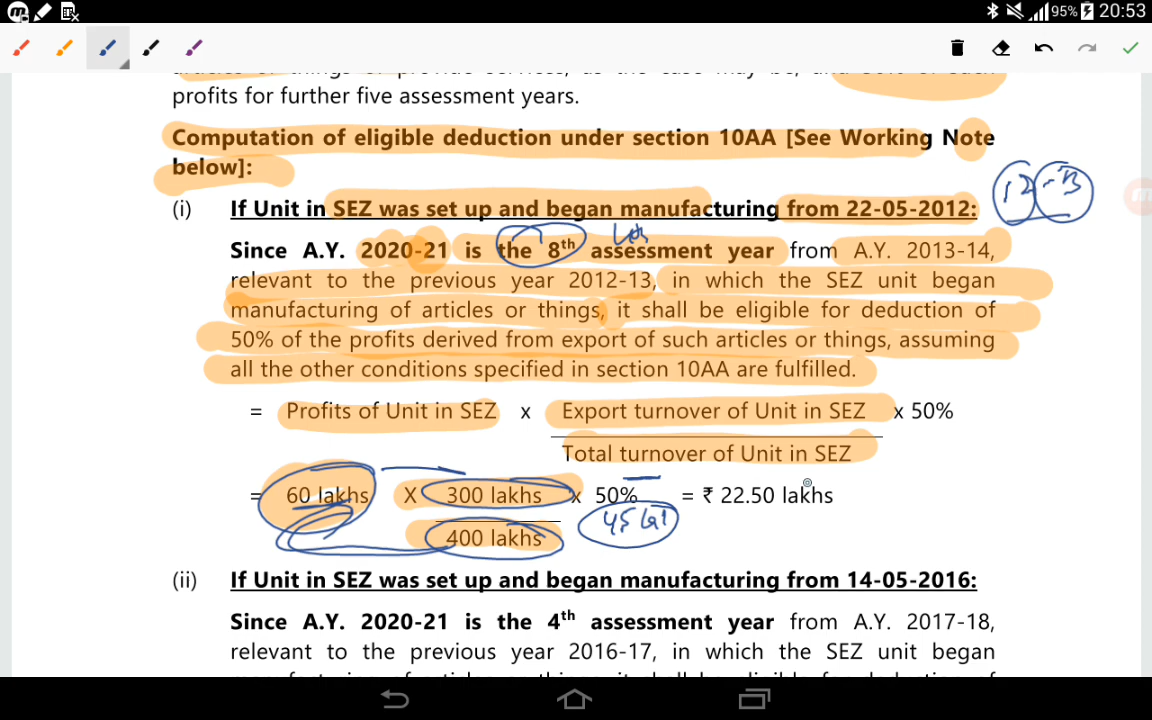 95% 20:53
profits for further five assessment years.
Computation of eligible deduction under section 10AA [See Working Note
below]:
(i) If Unit in SEZ was set up and began manufacturing from 22-05-2012:
12-13
Since A.Y. 2020-21 is the 8th assessment year from A.Y. 2013-14,
relevant to the previous year 2012-13, in which the SEZ unit began
manufacturing of articles or things, it shall be eligible for deduction of
50% of the profits derived from export of such articles or things, assuming
all the other conditions specified in section 10AA are fulfilled.
= Profits of Unit in SEZ x Export turnover of Unit in SEZ x 50%
Total turnover of Unit in SEZ
= 60 lakhs X 300 lakhs x 50% = ₹ 22.50 lakhs
400 lakhs
45
(ii) If Unit in SEZ was set up and began manufacturing from 14-05-2016:
Since A.Y. 2020-21 is the 4th assessment year from A.Y. 2017-18,
relevant to the previous year 2016-17, in which the SEZ unit began